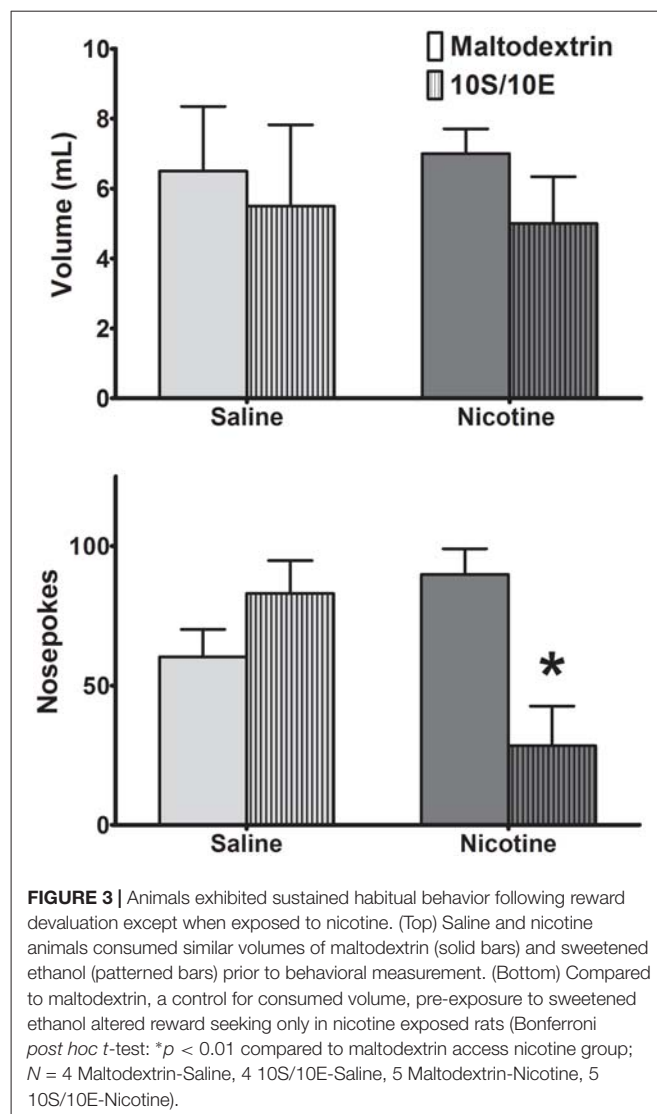 10
8
6
4
2
0
Volume (mL)
Maltodextrin
10S/10E
Saline Nicotine
100
50
0
Nosepokes
*
Saline Nicotine
FIGURE 3 | Animals exhibited sustained habitual behavior following reward
devaluation except when exposed to nicotine. (Top) Saline and nicotine
animals consumed similar volumes of maltodextrin (solid bars) and sweetened
ethanol (patterned bars) prior to behavioral measurement. (Bottom) Compared
to maltodextrin, a control for consumed volume, pre-exposure to sweetened
ethanol altered reward seeking only in nicotine exposed rats (Bonferroni
post hoc t-test: *p < 0.01 compared to maltodextrin access nicotine group;
N = 4 Maltodextrin-Saline, 4 10S/10E-Saline, 5 Maltodextrin-Nicotine, 5
10S/10E-Nicotine).